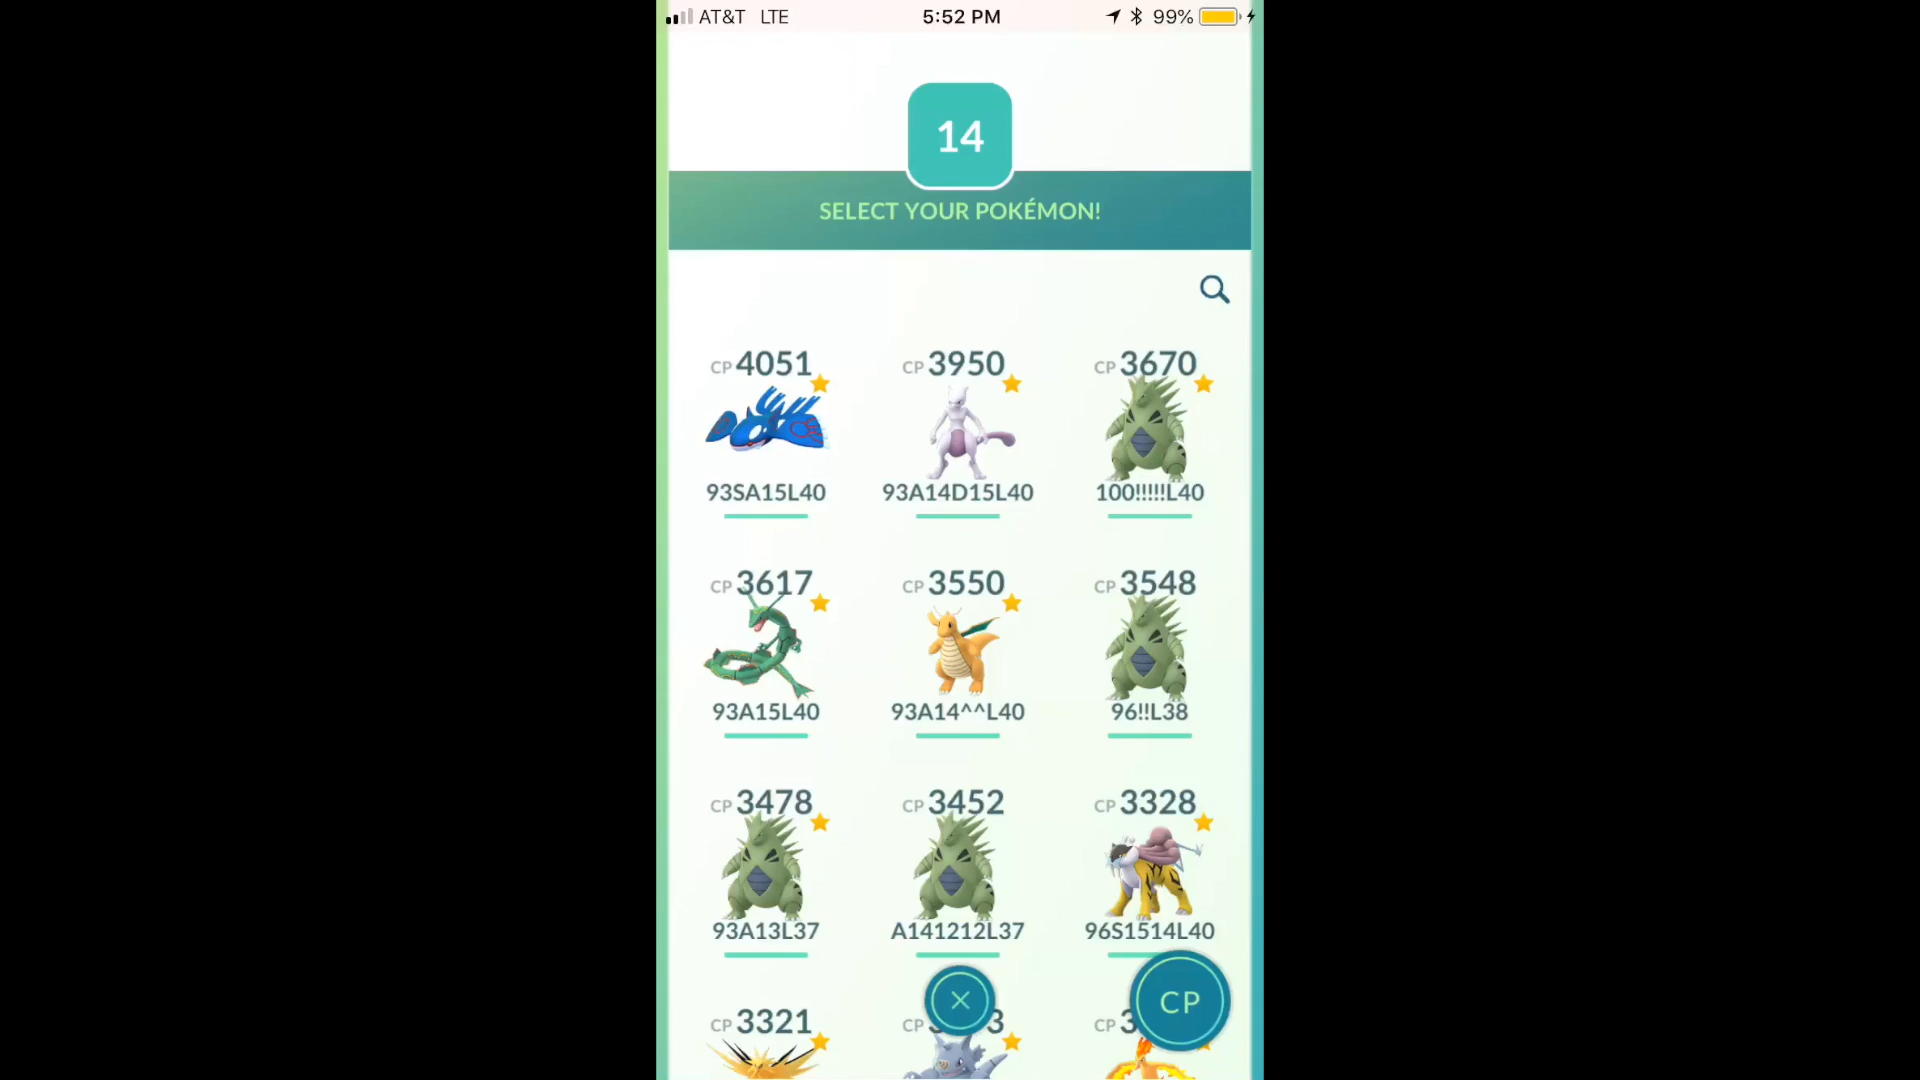 AT&T LTE 5:52 PM 99%
14
SELECT YOUR POKÉMON!
CP 4051 CP 3950 CP 3670
93SA15L40 93A14D15L40 100!!!!!L40
CP 3617 CP 3550 CP 3548
93A15L40 93A14^^L40 96!!L38
CP 3478 CP 3452 CP 3328
93A13L37 A141212L37 96S1514L40
CP 3321 CP CP
CP